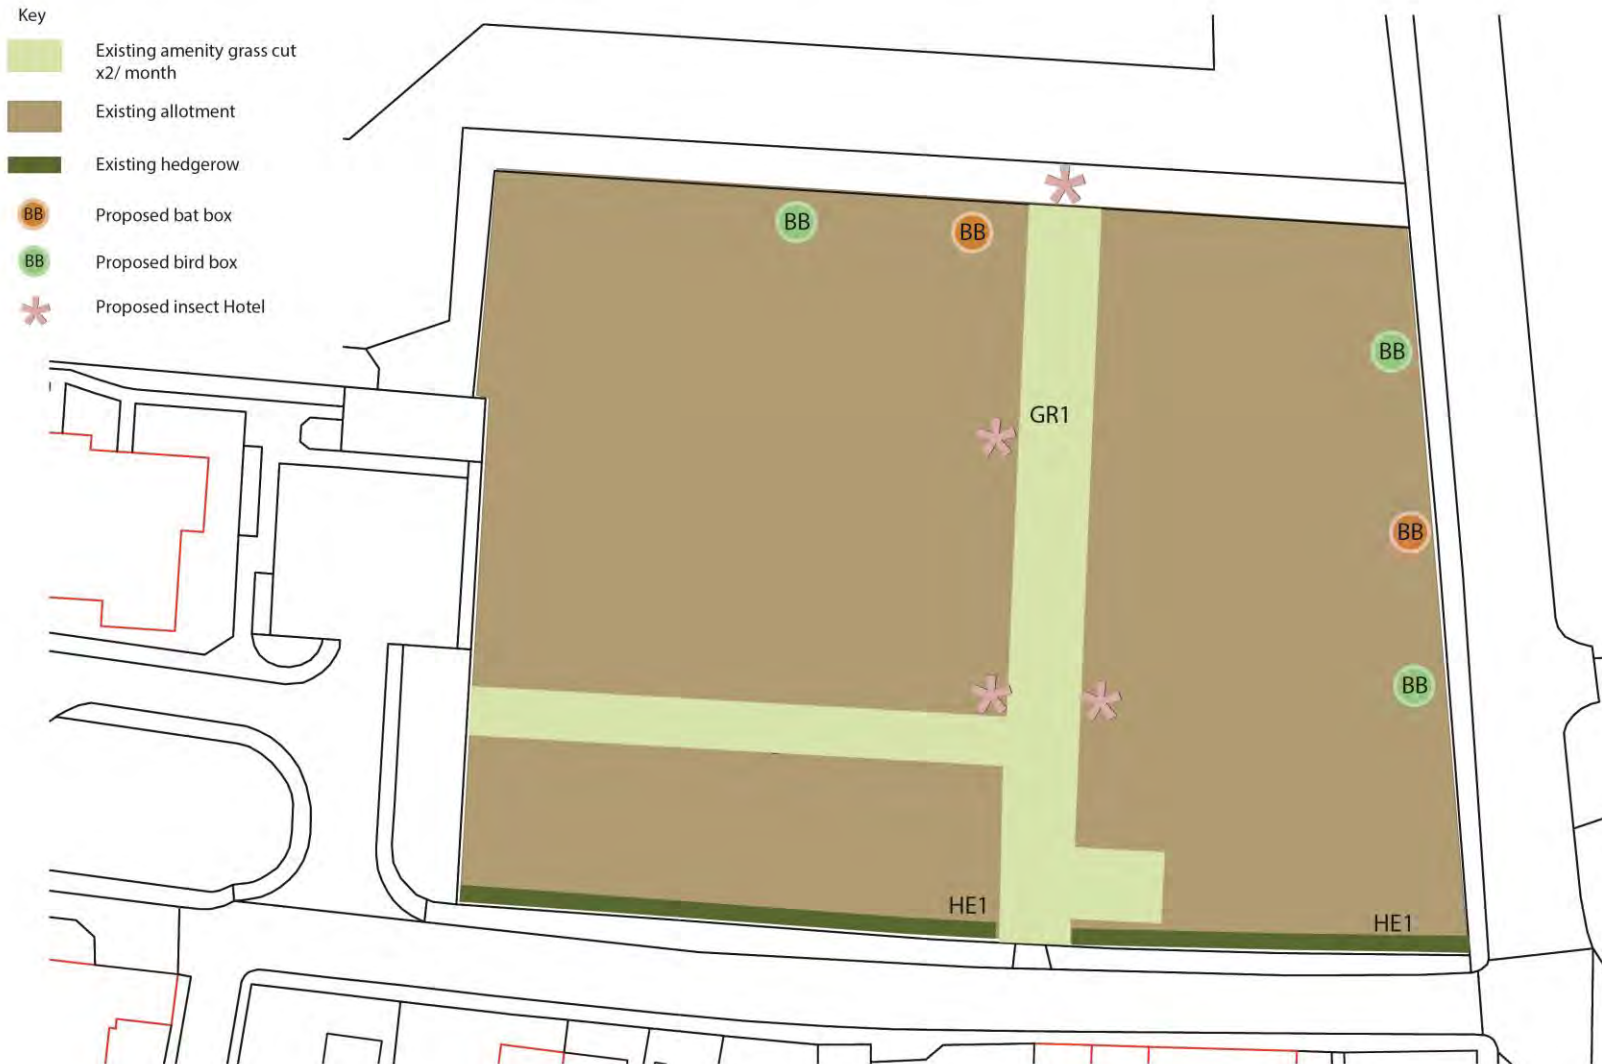 Key
Existing amenity grass cut
x2/ month
Existing allotment
Existing hedgerow
BB Proposed bat box
BB Proposed bird box
Proposed insect Hotel
BB
BB
BB
GR1
BB
BB
HE1
HE1